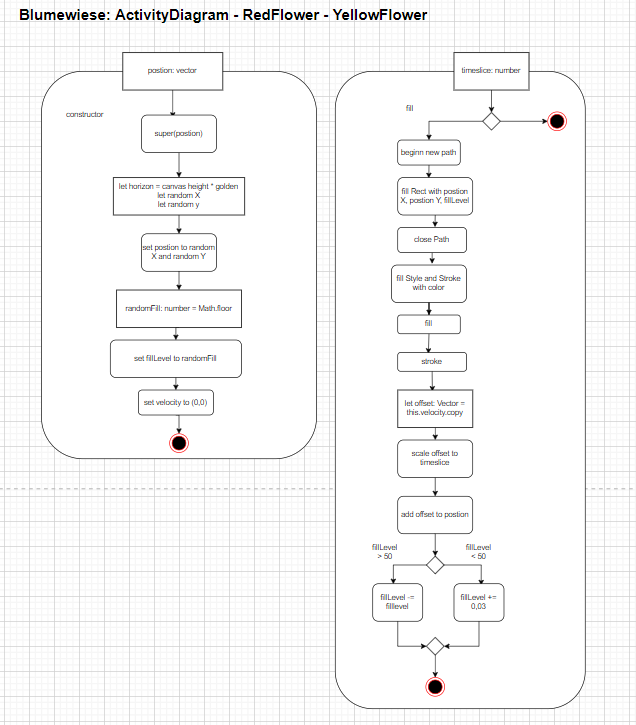 Blumewiese: ActivityDiagram - RedFlower - YellowFlower
postion: vector
constructor
super(postion)
let horizon = canvas height * golden
let random X
let random y
set postion to random
X and random Y
randomFill: number = Math.floor
set fillLevel to randomFill
set velocity to (0,0)
timeslice: number
fill
beginn new path
fill Rect with postion
X, postion Y, fillLevel
close Path
fill Style and Stroke
with color
fill
stroke
let offset: Vector =
this.velocity.copy
scale offset to
timeslice
add offset to postion
fillLevel
> 50
fillLevel
< 50
fillLevel -=
filllevel
fillLevel +=
0,03